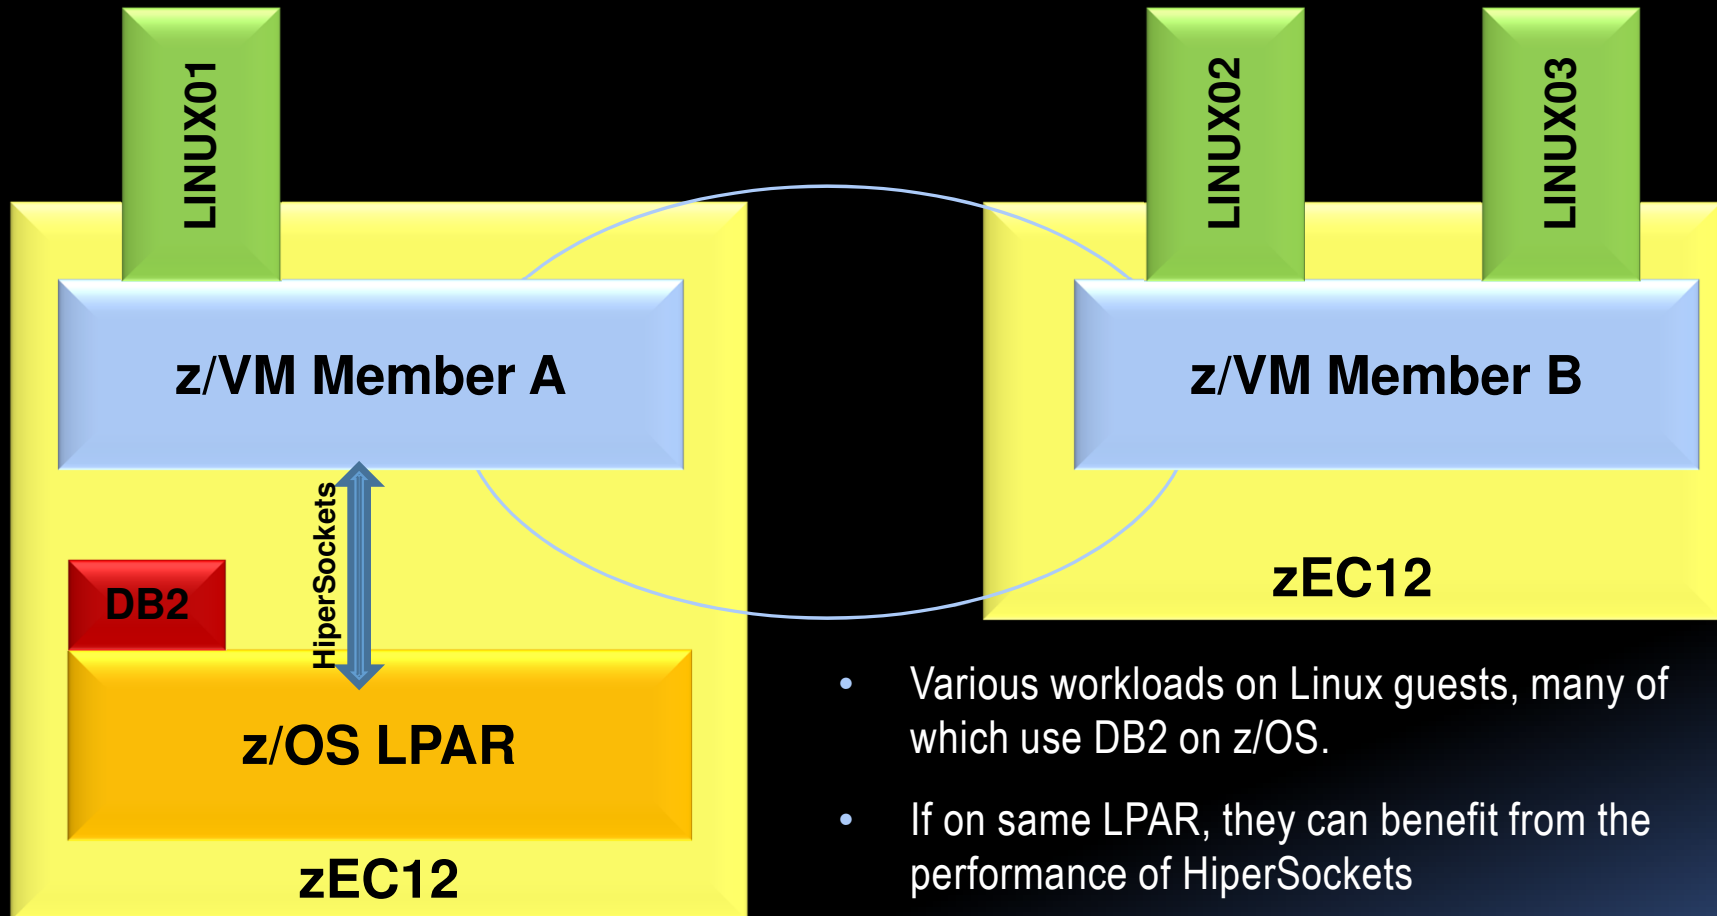 LINUX01
LINUX02
LINUX03
z/VM Member A
z/VM Member B
HiperSockets
DB2
z/OS LPAR
zEC12
zEC12
• Various workloads on Linux guests, many of
which use DB2 on z/OS.
• If on same LPAR, they can benefit from the
performance of HiperSockets